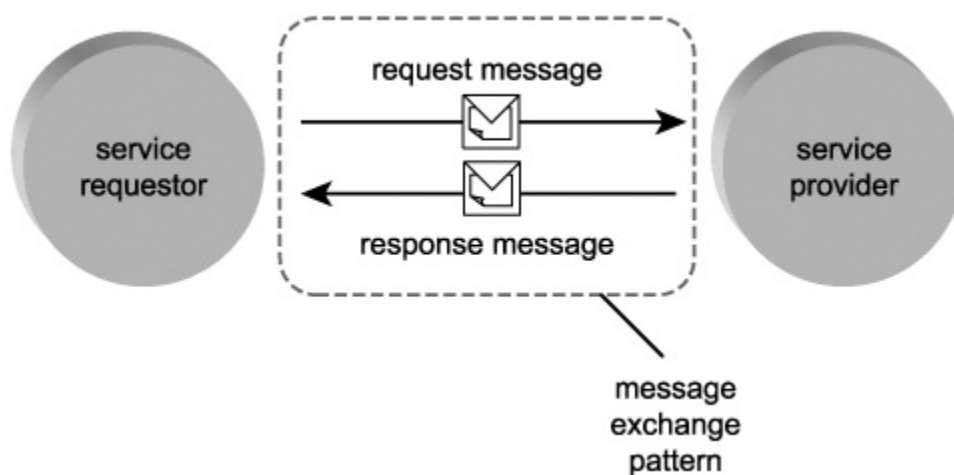 service
requestor
request message
response message
service
provider
message
exchange
pattern